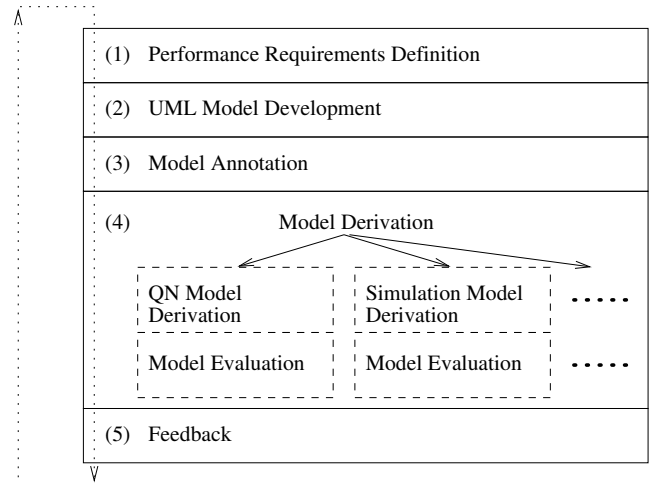 (1) Performance Requirements Definition
(2) UML Model Development
(3) Model Annotation
(4) Model Derivation
QN Model
Derivation
Model Evaluation
Simulation Model
Derivation
Model Evaluation
(5) Feedback